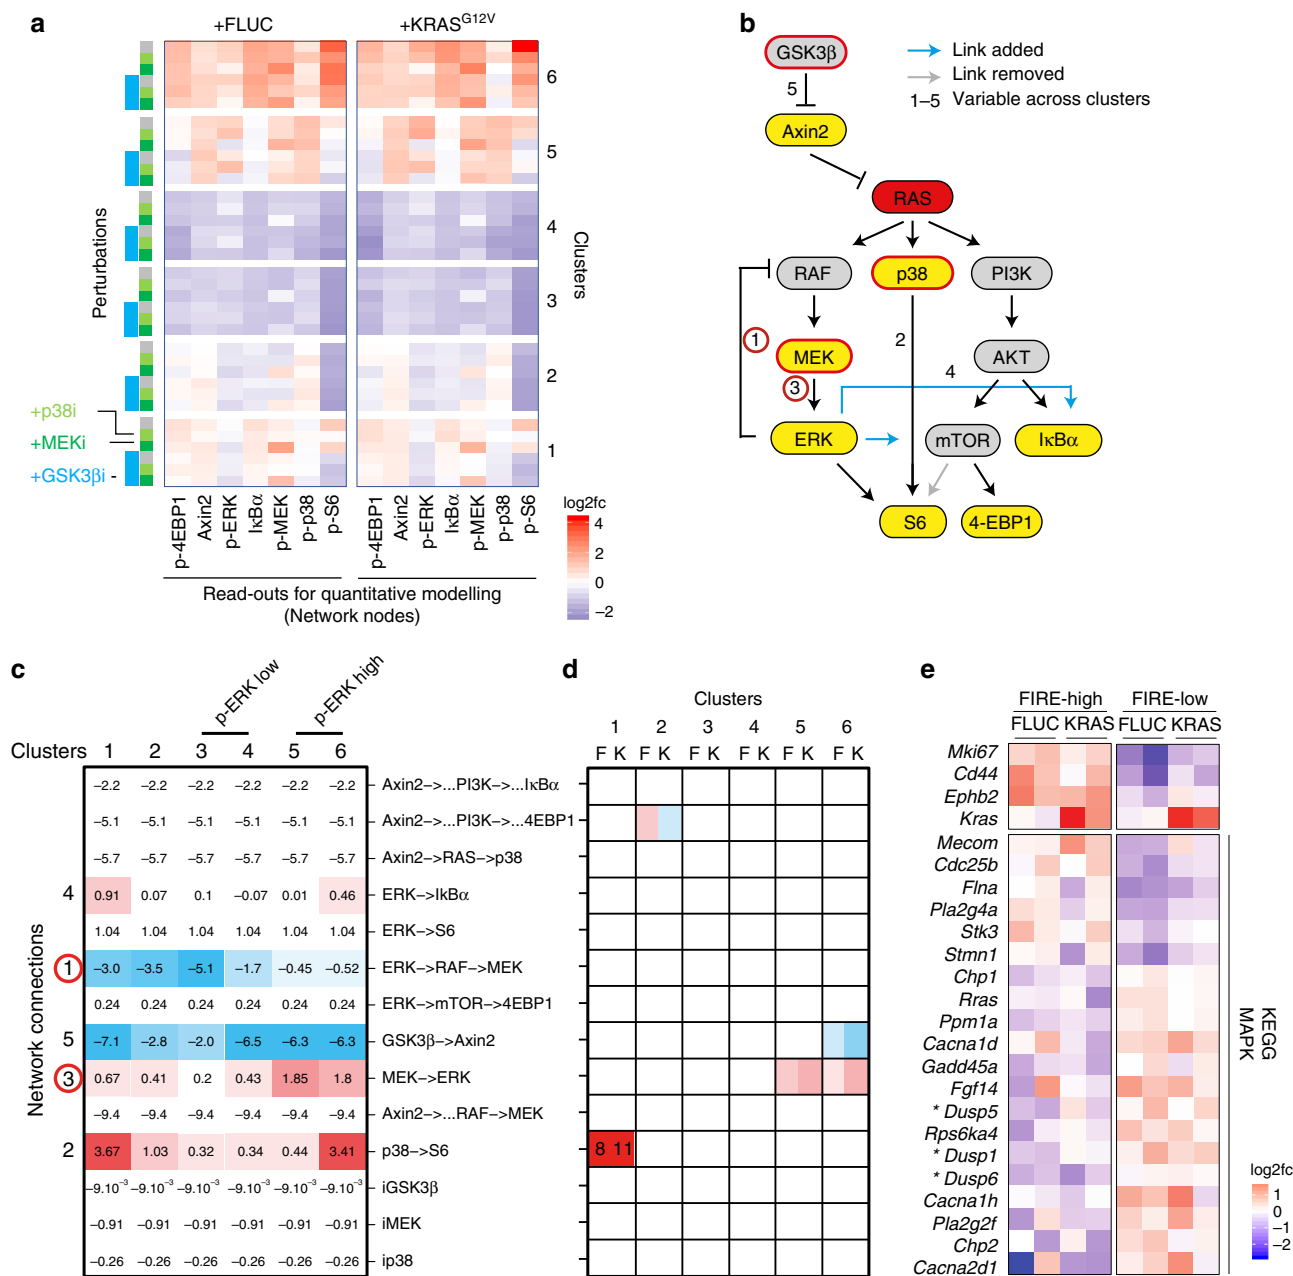 a
+FLUC
+KRAS^G12V
6
5
4
3
2
1
Clusters
Perturbations
+p38i
+MEKi
+GSK3βi
p-4EBP1
Axin2
p-ERK
IκBα
p-MEK
p-p38
p-S6
p-4EBP1
Axin2
p-ERK
IκBα
p-MEK
p-p38
p-S6
Read-outs for quantitative modelling
(Network nodes)
log2fc
4
2
0
−2
b
GSK3β
5
Axin2
RAS
RAF
p38
PI3K
1
MEK
2
AKT
3
4
ERK
mTOR
IκBα
S6
4-EBP1
Link added
Link removed
1–5 Variable across clusters
c
p-ERK low
p-ERK high
Clusters 1 2 3 4 5 6
Network connections
−2.2 −2.2 −2.2 −2.2 −2.2 −2.2 Axin2–>...PI3K–>...IκBα
−5.1 −5.1 −5.1 −5.1 −5.1 −5.1 Axin2–>...PI3K–>...4EBP1
−5.7 −5.7 −5.7 −5.7 −5.7 −5.7 Axin2–>RAS–>p38
4 0.91 0.07 0.1 −0.07 0.01 0.46 ERK–>IkBα
1.04 1.04 1.04 1.04 1.04 1.04 ERK–>S6
1 −3.0 −3.5 −5.1 −1.7 −0.45 −0.52 ERK–>RAF–>MEK
0.24 0.24 0.24 0.24 0.24 0.24 ERK–>mTOR–>4EBP1
5 −7.1 −2.8 −2.0 −6.5 −6.3 −6.3 GSK3β–>Axin2
3 0.67 0.41 0.2 0.43 1.85 1.8 MEK–>ERK
−9.4 −9.4 −9.4 −9.4 −9.4 −9.4 Axin2–>...RAF–>MEK
2 3.67 1.03 0.32 0.34 0.44 3.41 p38–>S6
−9.10⁻³ −9.10⁻³ −9.10⁻³ −9.10⁻³ −9.10⁻³ −9.10⁻³ iGSK3β
−0.91 −0.91 −0.91 −0.91 −0.91 −0.91 iMEK
−0.26 −0.26 −0.26 −0.26 −0.26 −0.26 ip38
d
Clusters
1 2 3 4 5 6
F K F K F K F K F K F K
8 11
e
FIRE-high FIRE-low
FLUC KRAS FLUC KRAS
Mki67
Cd44
Ephb2
Kras
Mecom
Cdc25b
Flna
Pla2g4a
Stk3
Stmn1
Chp1
Rras
Ppm1a
Cacna1d
Gadd45a
Fgf14
* Dusp5
Rps6ka4
* Dusp1
* Dusp6
Cacna1h
Pla2g2f
Chp2
Cacna2d1
KEGG
MAPK
log2fc
1
0
−1
−2